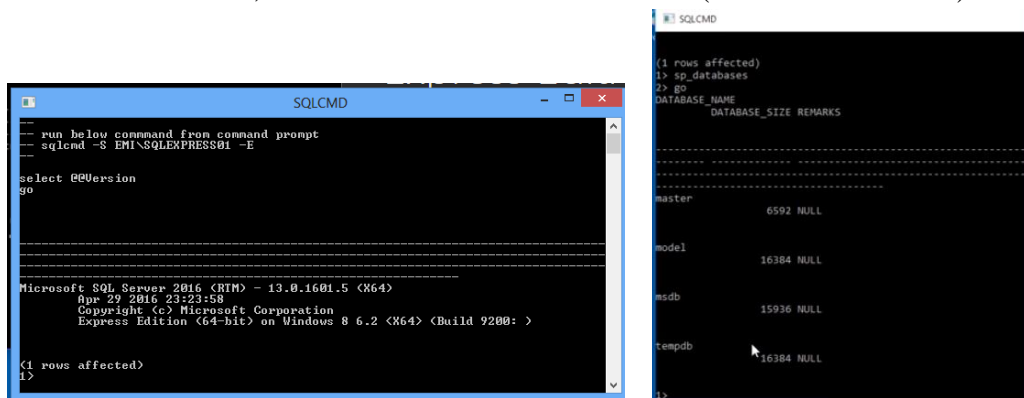 SQLCMD
--
-- run below commmand from command prompt
-- sqlcmd -S EMI\SQLEXPRESS01 -E
--
select @@Version
go
Microsoft SQL Server 2016 (RTM) - 13.0.1601.5 (X64)
Apr 29 2016 23:23:58
Copyright (c) Microsoft Corporation
Express Edition (64-bit) on Windows 8 6.2 <X64> (Build 9200: )
(1 rows affected)
1>
SQLCMD
(1 rows affected)
1> sp_databases
2> go
DATABASE_NAME
DATABASE_SIZE REMARKS
master
6592 NULL
model
16384 NULL
msdb
15936 NULL
tempdb
16384 NULL
1>